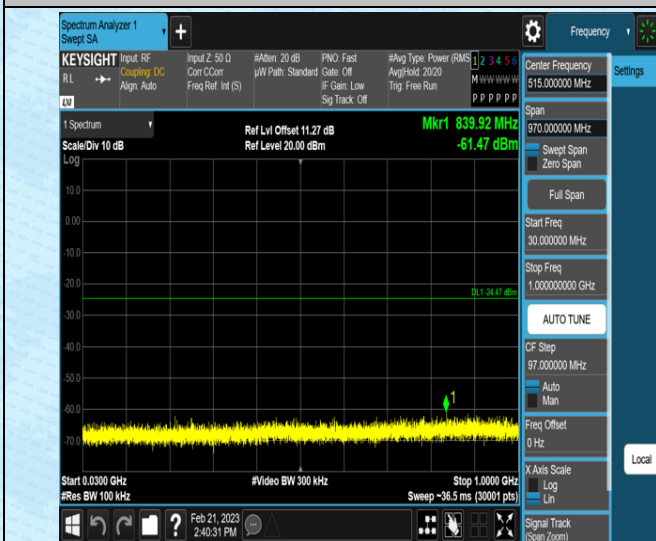 Spectrum Analyzer 1
Swept SA
+
Frequency
KEYSIGHT
Input: RF
Coupling: DC
Align: Auto
Input Z: 50 Ω
Corr CCorr
Freq Ref: Int (S)
#Atten: 20 dB
µW Path: Standard
PNO: Fast
Gate: Off
IF Gain: Low
Sig Track: Off
#Avg Type: Power (RMS
Avg|Hold: 20/20
Trig: Free Run
1 2 3 4 5 6
M W W W W W
P P P P P P
RL
LXI
1 Spectrum
Scale/Div 10 dB
Log
Ref Lvl Offset 11.27 dB
Ref Level 20.00 dBm
Mkr1 839.92 MHz
-61.47 dBm
10.0
0.00
-10.0
-20.0
-30.0
-40.0
-50.0
-60.0
-70.0
DL1 -24.47 dBm
1
Start 0.0300 GHz
#Res BW 100 kHz
#Video BW 300 kHz
Stop 1.0000 GHz
Sweep ~36.5 ms (30001 pts)
Feb 21, 2023
2:40:31 PM
?
Center Frequency
515.000000 MHz
Settings
Span
970.000000 MHz
Swept Span
Zero Span
Full Span
Start Freq
30.000000 MHz
Stop Freq
1.000000000 GHz
AUTO TUNE
CF Step
97.000000 MHz
Auto
Man
Freq Offset
0 Hz
X Axis Scale
Log
Lin
Local
Signal Track
(Span Zoom)